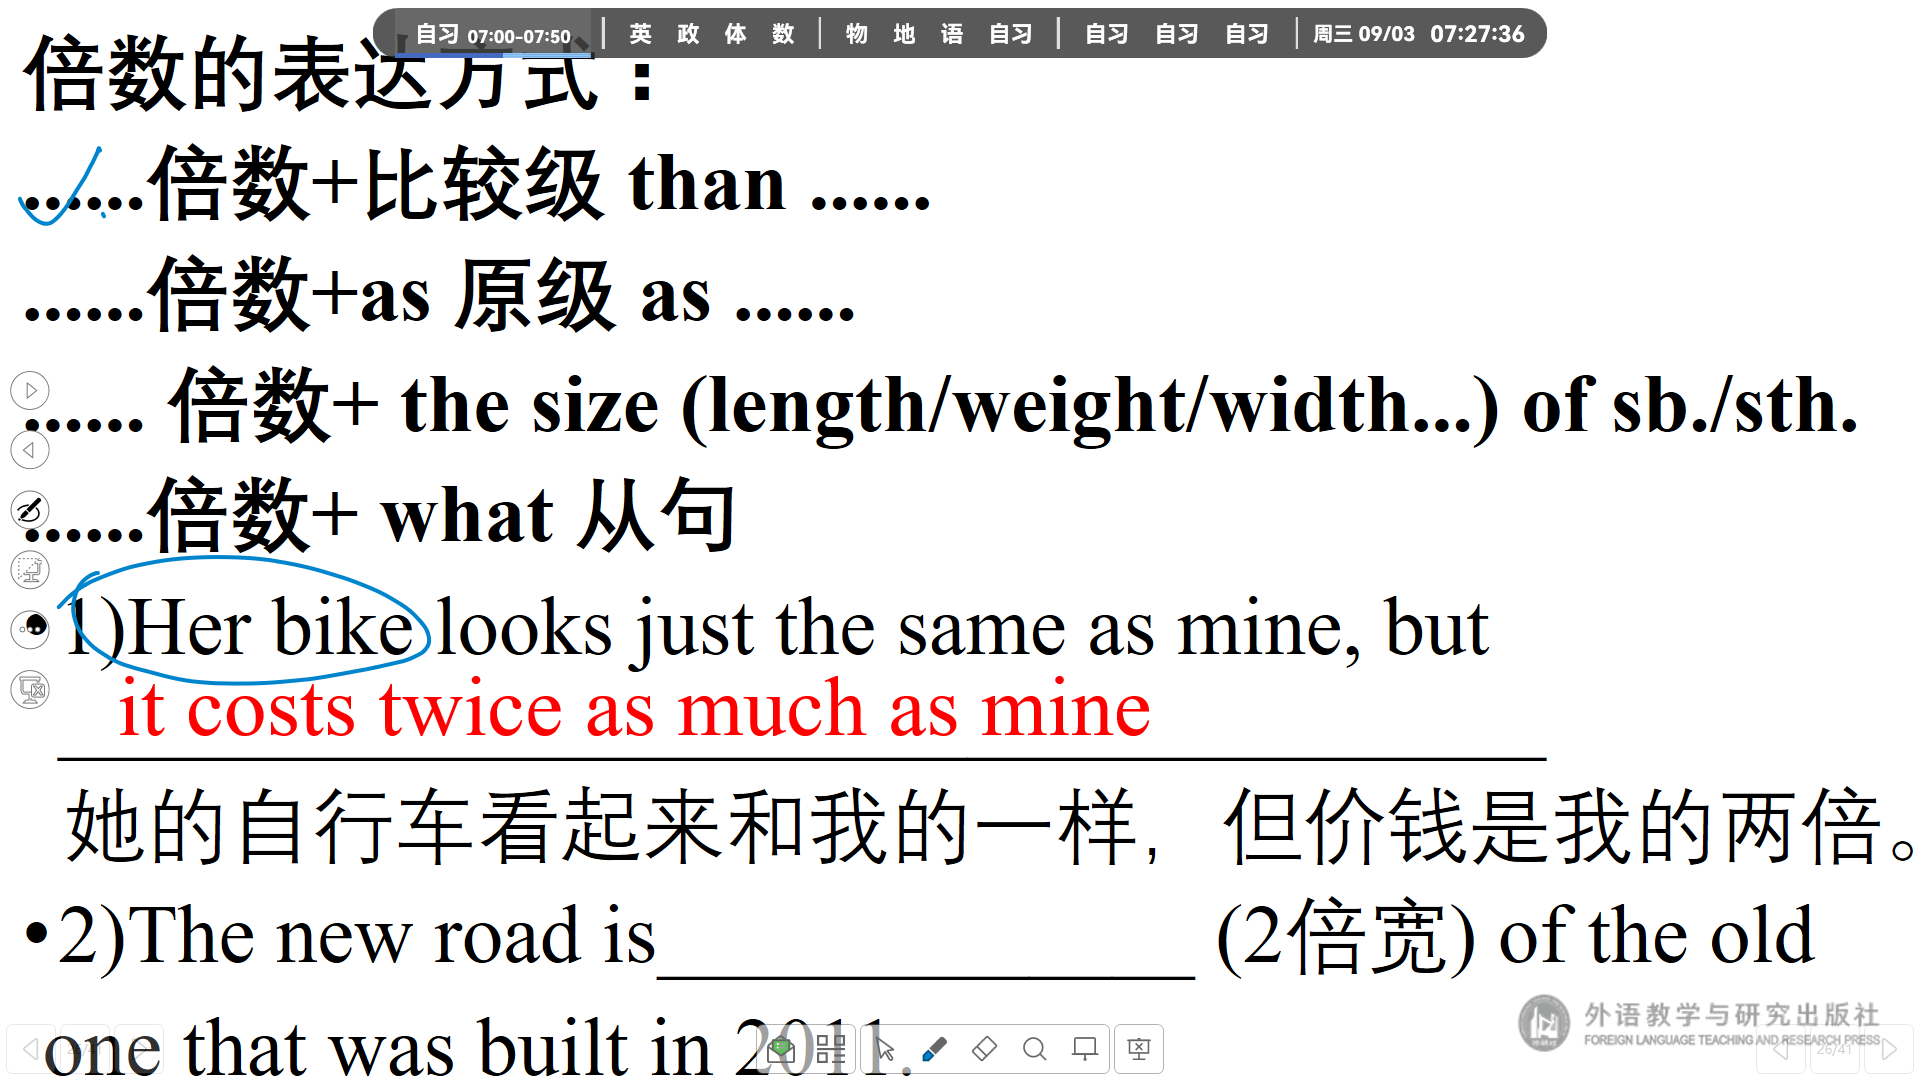 自习 07:00-07:50 | 英 政 体 数 | 物 地 语 自习 | 自习 自习 自习 | 周三 09/03 07:27:36
倍数的表达方式：
......倍数+比较级 than ......
......倍数+as 原级 as ......
...... 倍数+ the size (length/weight/width...) of sb./sth.
......倍数+ what 从句
•1)Her bike looks just the same as mine, but
it costs twice as much as mine
她的自行车看起来和我的一样, 但价钱是我的两倍。
•2)The new road is_____________ (2倍宽) of the old
one that was built in 2011.
外语教学与研究出版社
FOREIGN LANGUAGE TEACHING AND RESEARCH PRESS
26/41